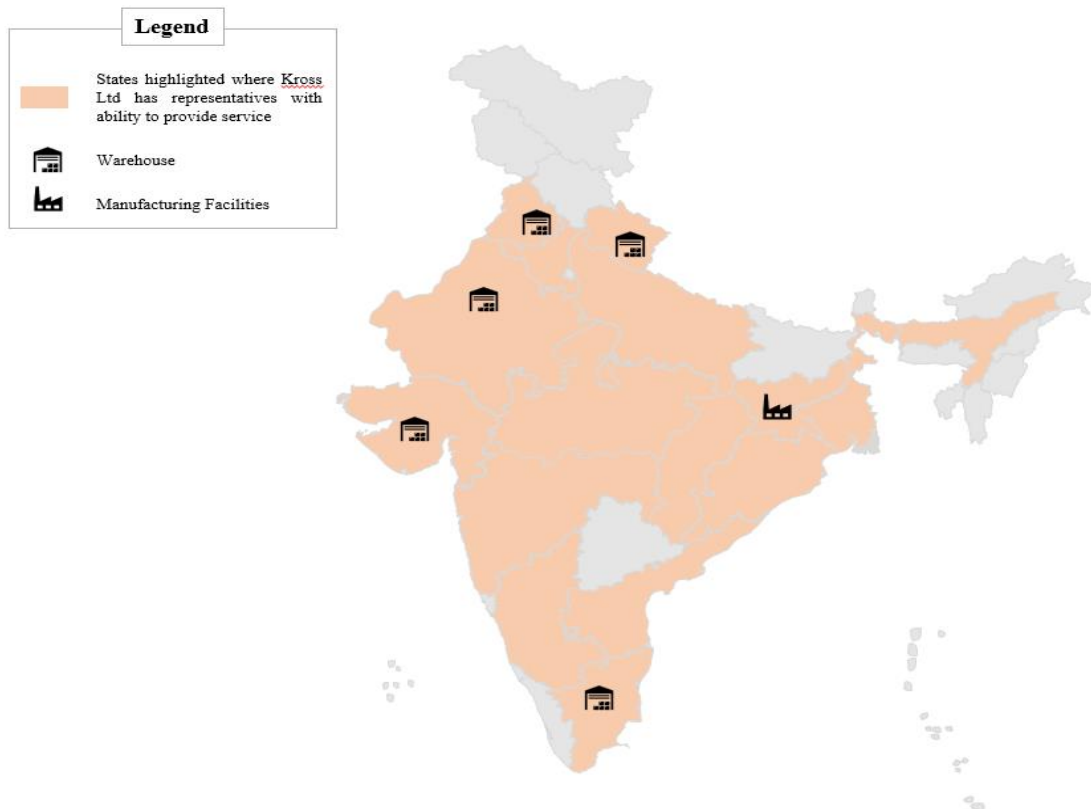 Legend
States highlighted where Kross
Ltd has representatives with
ability to provide service
Warehouse
Manufacturing Facilities